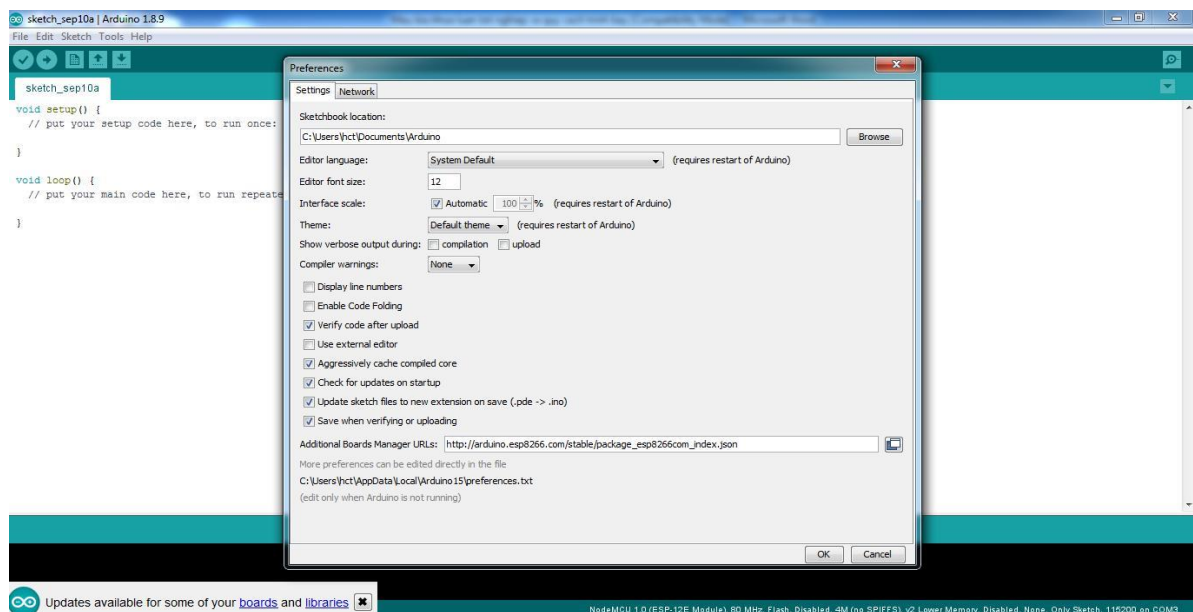 sketch_sep10a | Arduino 1.8.9
File Edit Sketch Tools Help
sketch_sep10a
void setup() {
// put your setup code here, to run once:
}
void loop() {
// put your main code here, to run repeate
}
Preferences
Settings Network
Sketchbook location:
C:\Users\hct\Documents\Arduino Browse
Editor language: System Default (requires restart of Arduino)
Editor font size: 12
Interface scale: Automatic 100 % (requires restart of Arduino)
Theme: Default theme (requires restart of Arduino)
Show verbose output during: compilation upload
Compiler warnings: None
Display line numbers
Enable Code Folding
Verify code after upload
Use external editor
Aggressively cache compiled core
Check for updates on startup
Update sketch files to new extension on save (.pde -> .ino)
Save when verifying or uploading
Additional Boards Manager URLs: http://arduino.esp8266.com/stable/package_esp8266com_index.json
More preferences can be edited directly in the file
C:\Users\hct\AppData\Local\Arduino15\preferences.txt
(edit only when Arduino is not running)
OK Cancel
Updates available for some of your boards and libraries
NodeMCU 1.0 (ESP-12E Module), 80 MHz, Flash, Disabled, 4M (no SPIFFS), v2 Lower Memory, Disabled, None, Only Sketch, 115200 on COM3